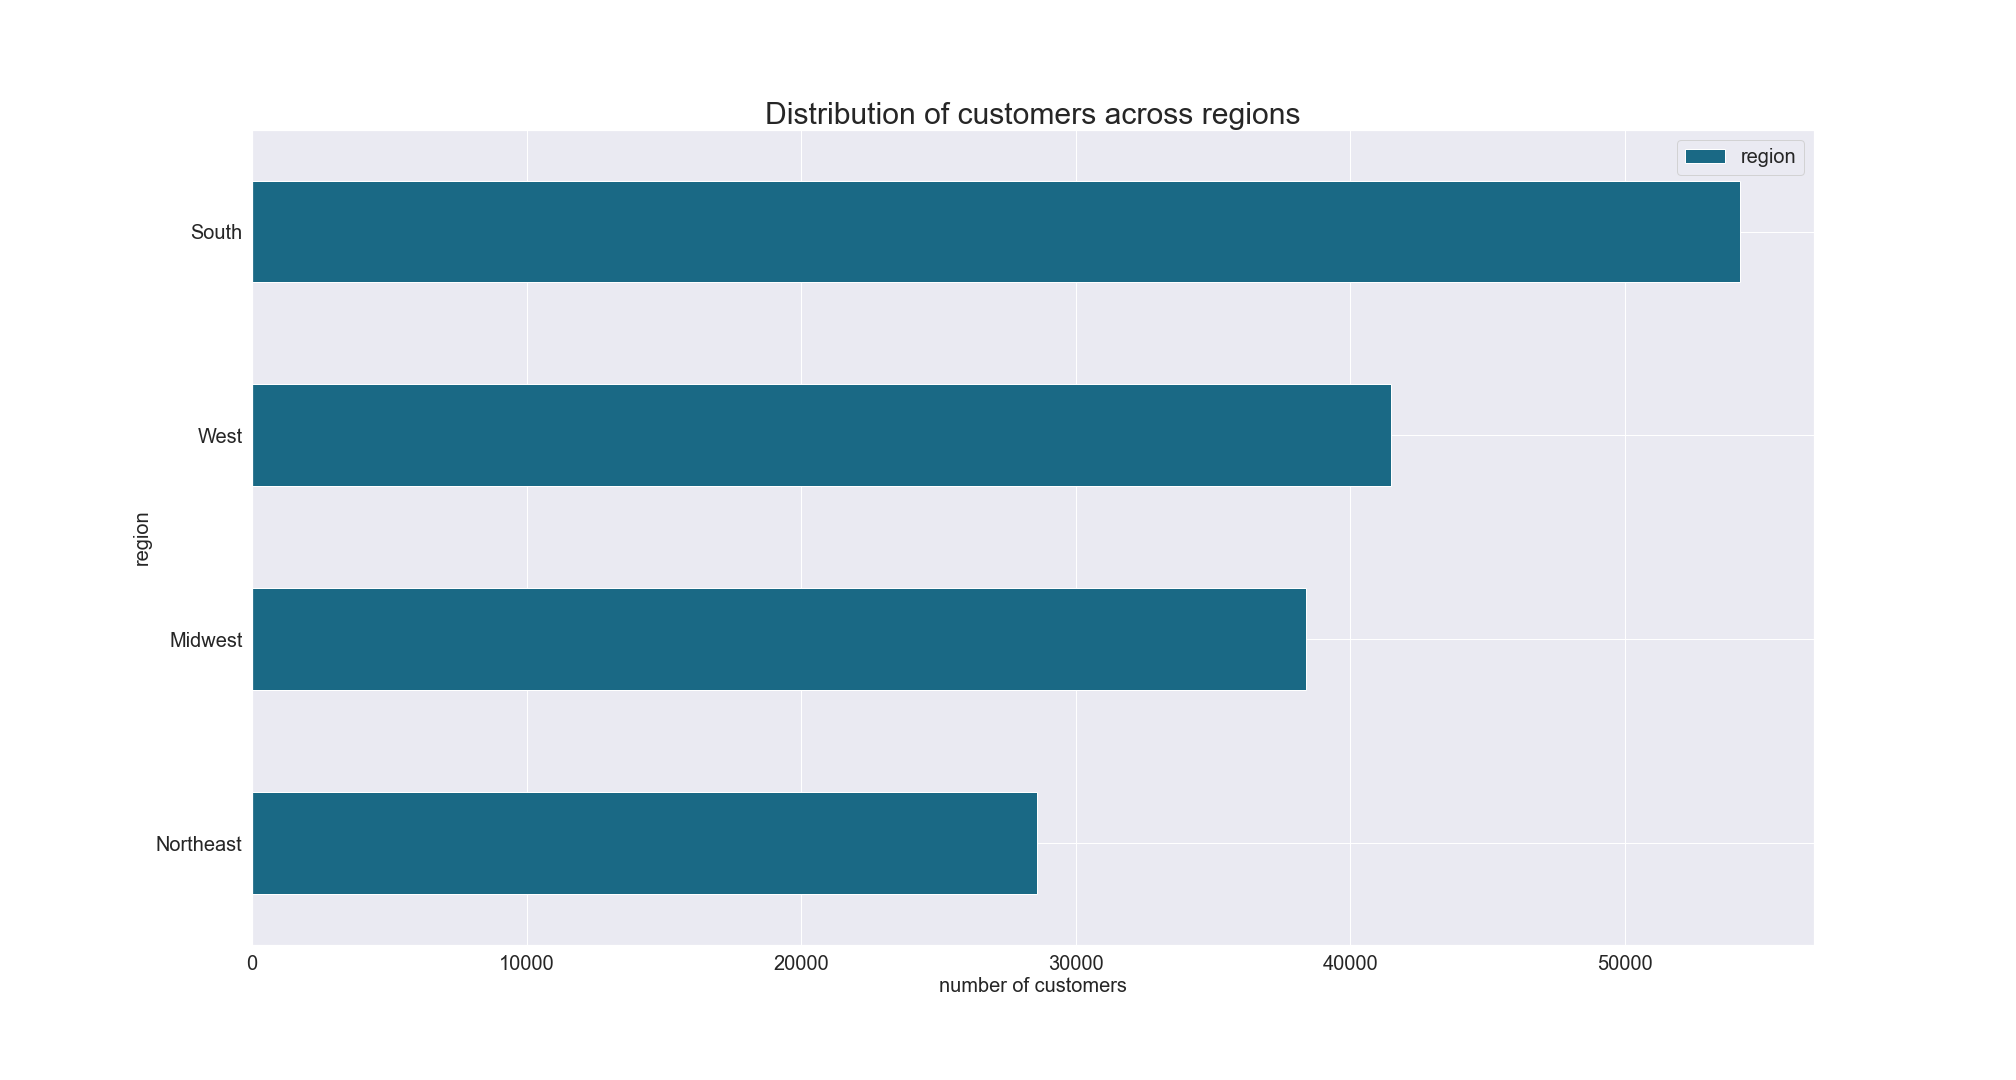 Distribution of customers across regions
region
South
West
Midwest
Northeast
region
0 10000 20000 30000 40000 50000
number of customers